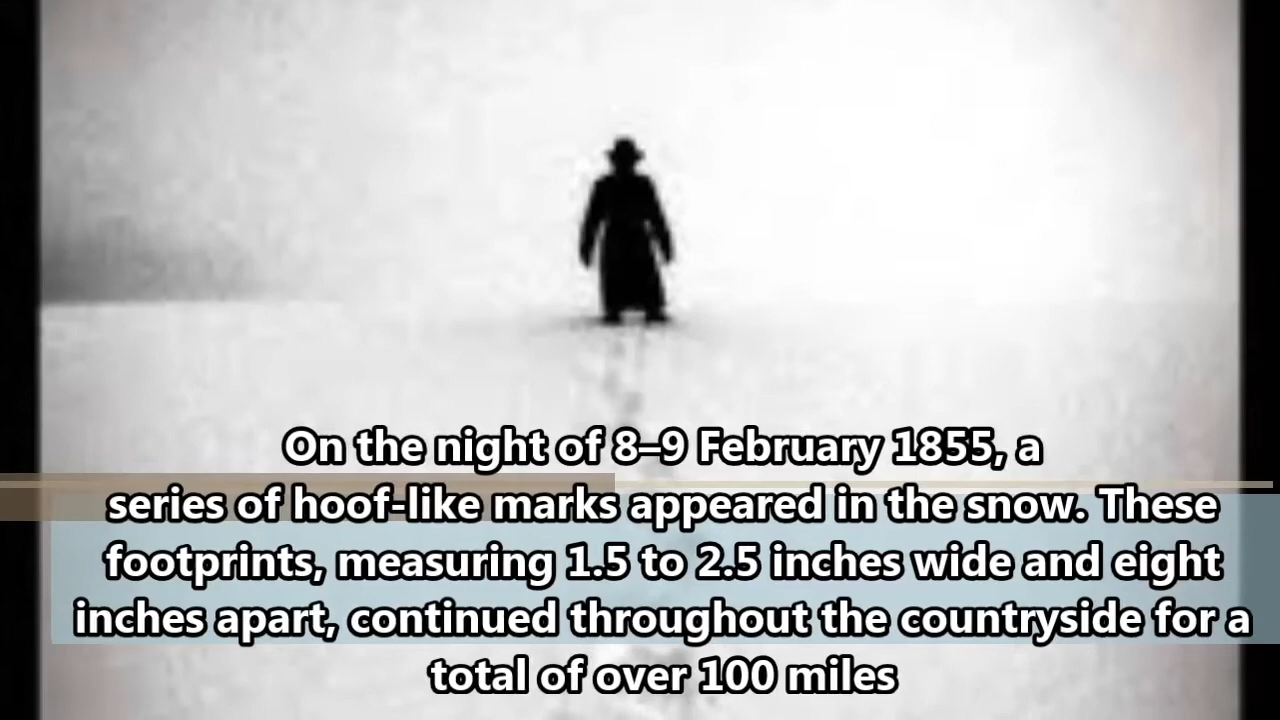 On the night of 8–9 February 1855, a
series of hoof-like marks appeared in the snow. These
footprints, measuring 1.5 to 2.5 inches wide and eight
inches apart, continued throughout the countryside for a
total of over 100 miles